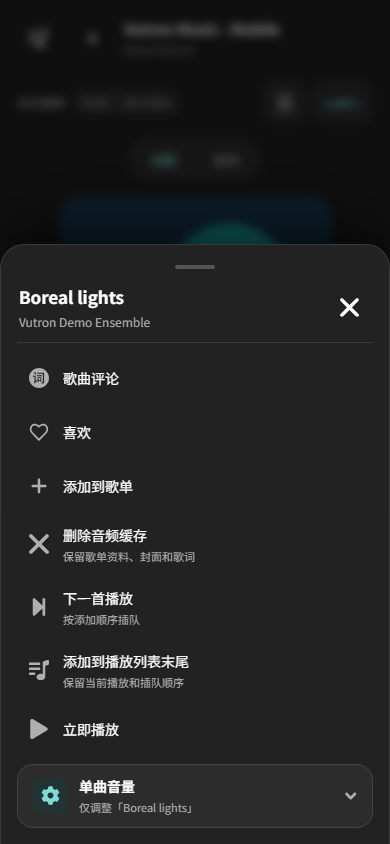 Boreal lights
Vutron Demo Ensemble
词 歌曲评论
喜欢
添加到歌单
删除音频缓存
保留歌单资料、封面和歌词
下一首播放
按添加顺序插队
添加到播放列表末尾
保留当前播放和插队顺序
立即播放
单曲音量
仅调整「Boreal lights」